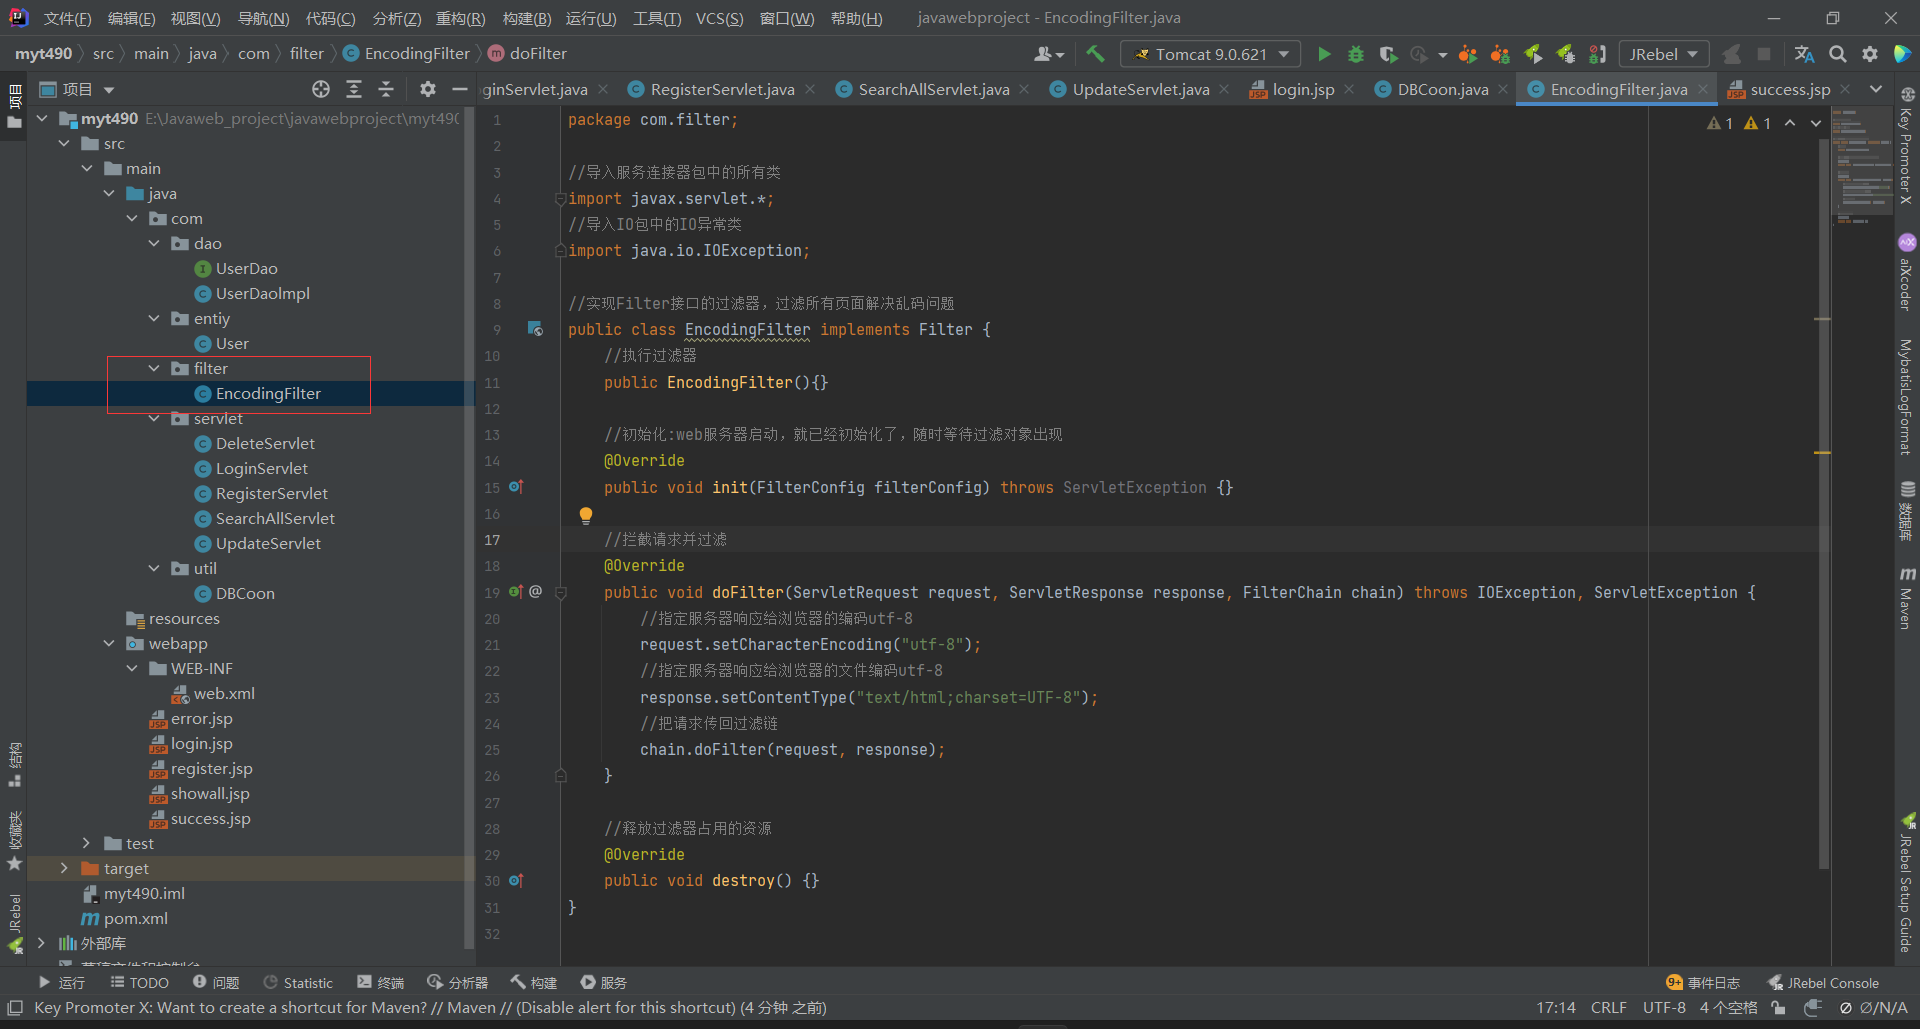 文件(F) 编辑(E) 视图(V) 导航(N) 代码(C) 分析(Z) 重构(R) 构建(B) 运行(U) 工具(T) VCS(S) 窗口(W) 帮助(H) javawebproject - EncodingFilter.java
myt490 src main java com filter EncodingFilter doFilter Tomcat 9.0.621 JRebel
项目 ginServlet.java RegisterServlet.java SearchAllServlet.java UpdateServlet.java login.jsp DBCoon.java EncodingFilter.java success.jsp
项目
结构
收藏夹
JRebel
myt490 E:\Javaweb_project\javawebproject\myt490
src
main
java
com
dao
UserDao
UserDaoImpl
entiy
User
filter
EncodingFilter
servlet
DeleteServlet
LoginServlet
RegisterServlet
SearchAllServlet
UpdateServlet
util
DBCoon
resources
webapp
WEB-INF
web.xml
error.jsp
login.jsp
register.jsp
showall.jsp
success.jsp
test
target
myt490.iml
pom.xml
外部库
1 package com.filter;
2
3 //导入服务连接器包中的所有类
4 import javax.servlet.*;
5 //导入IO包中的IO异常类
6 import java.io.IOException;
7
8 //实现Filter接口的过滤器，过滤所有页面解决乱码问题
9 public class EncodingFilter implements Filter {
10 //执行过滤器
11 public EncodingFilter(){}
12
13 //初始化:web服务器启动，就已经初始化了，随时等待过滤对象出现
14 @Override
15 public void init(FilterConfig filterConfig) throws ServletException {}
16
17 //拦截请求并过滤
18 @Override
19 public void doFilter(ServletRequest request, ServletResponse response, FilterChain chain) throws IOException, ServletException {
20 //指定服务器响应给浏览器的编码utf-8
21 request.setCharacterEncoding("utf-8");
22 //指定服务器响应给浏览器的文件编码utf-8
23 response.setContentType("text/html;charset=UTF-8");
24 //把请求传回过滤链
25 chain.doFilter(request, response);
26 }
27
28 //释放过滤器占用的资源
29 @Override
30 public void destroy() {}
31 }
32
1 1
Key Promoter X
aiXcoder
MybatisLogFormat
数据库
Maven
JRebel Setup Guide
运行 TODO 问题 Statistic 终端 分析器 构建 服务 9+ 事件日志 JRebel Console
Key Promoter X: Want to create a shortcut for Maven? // Maven // (Disable alert for this shortcut) (4 分钟 之前) 17:14 CRLF UTF-8 4 个空格 ∅/N/A